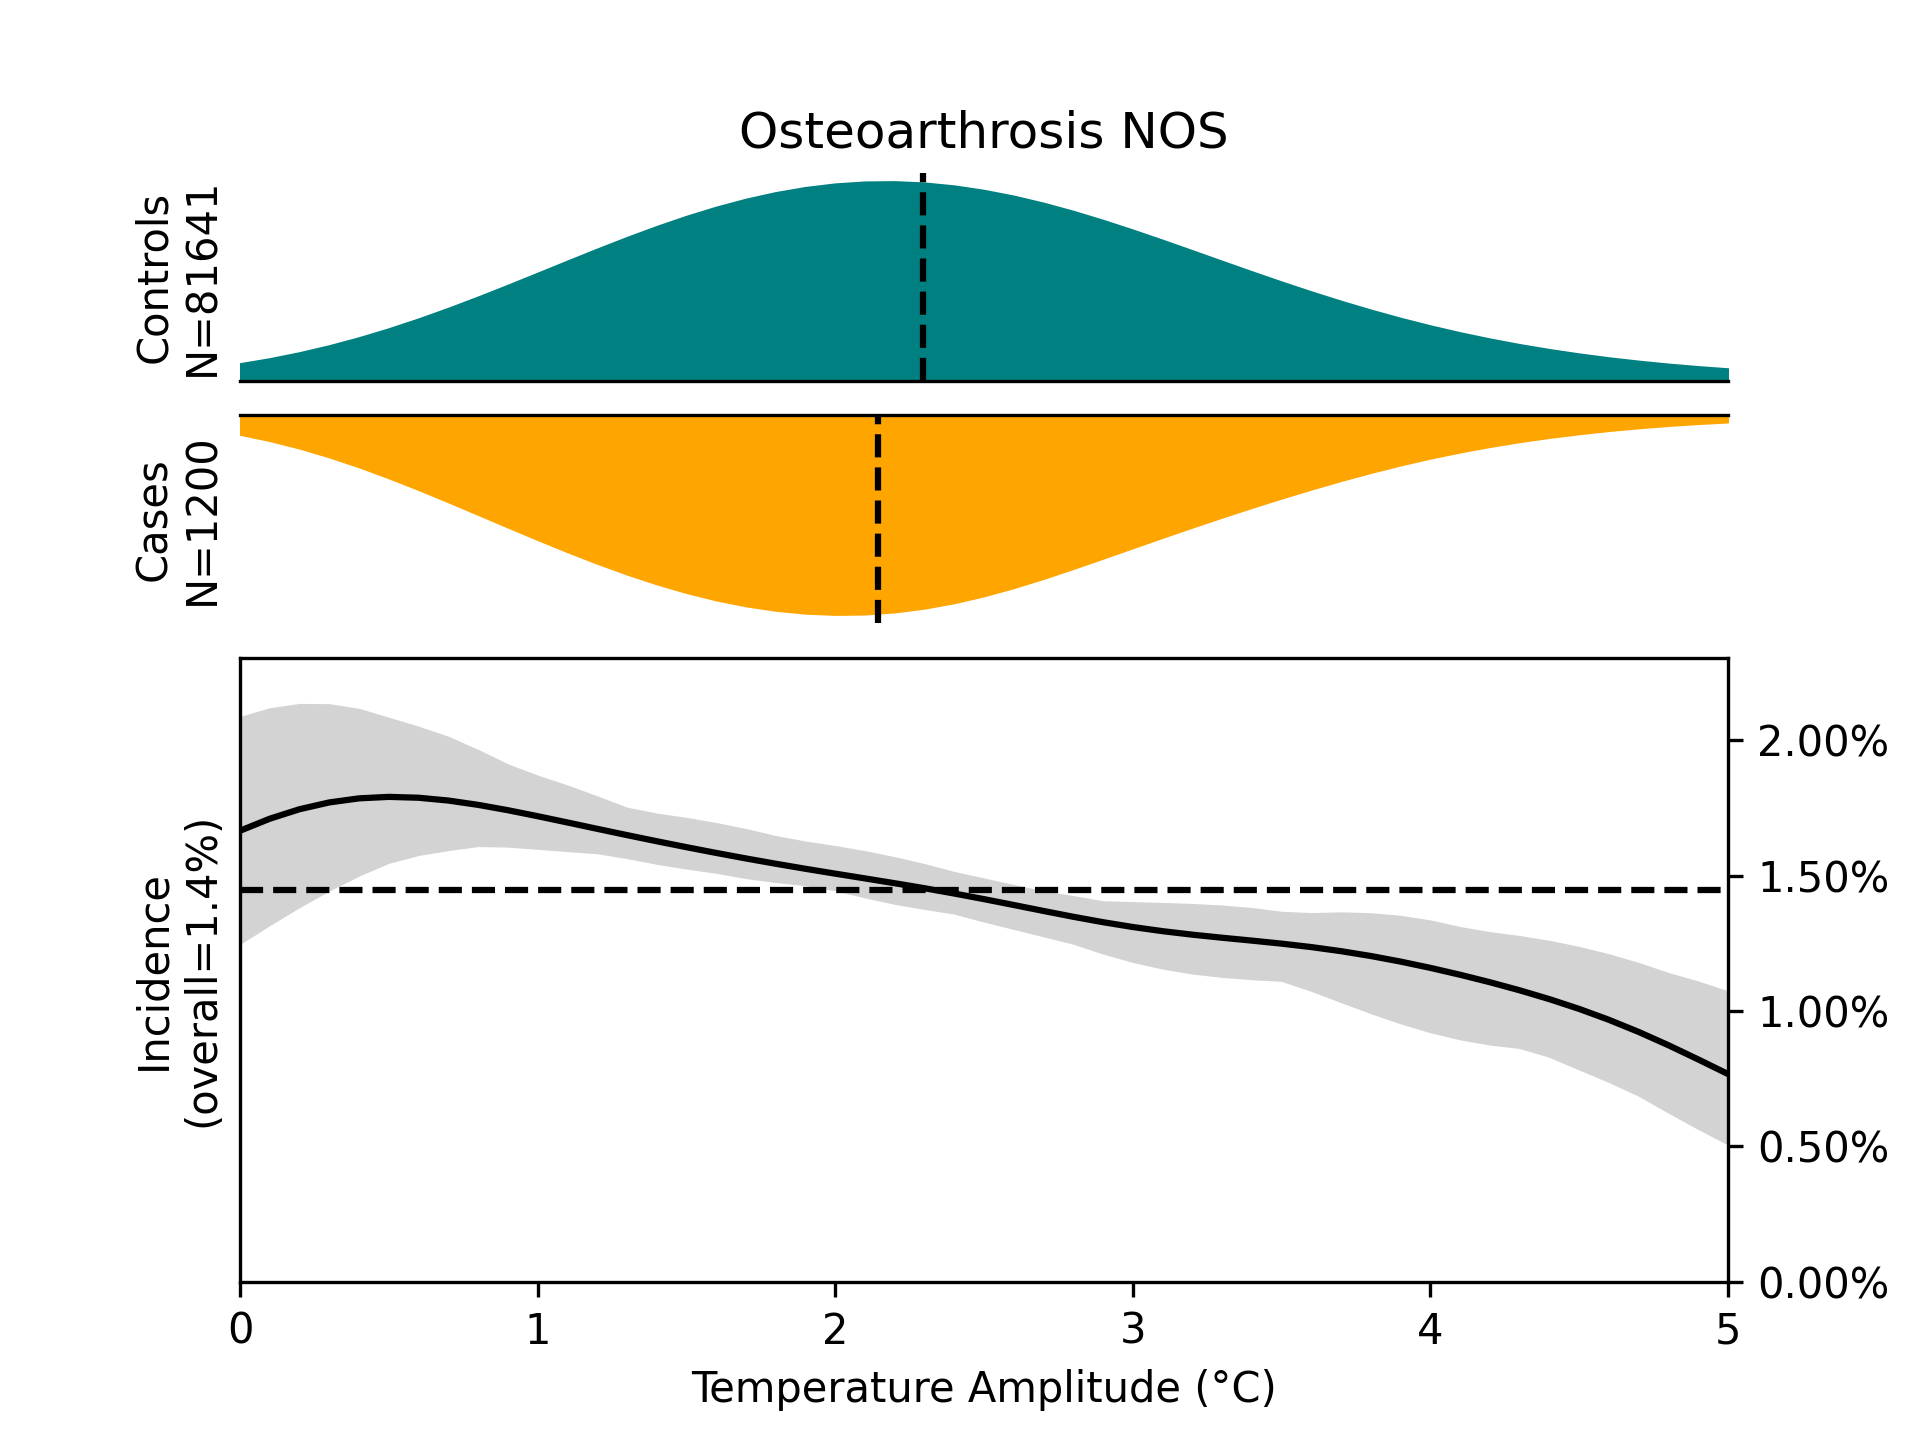 Osteoarthrosis NOS
Controls
N=81641
Cases
N=1200
Incidence
(overall=1.4%)
2.00%
1.50%
1.00%
0.50%
0.00%
0 1 2 3 4 5
Temperature Amplitude (°C)